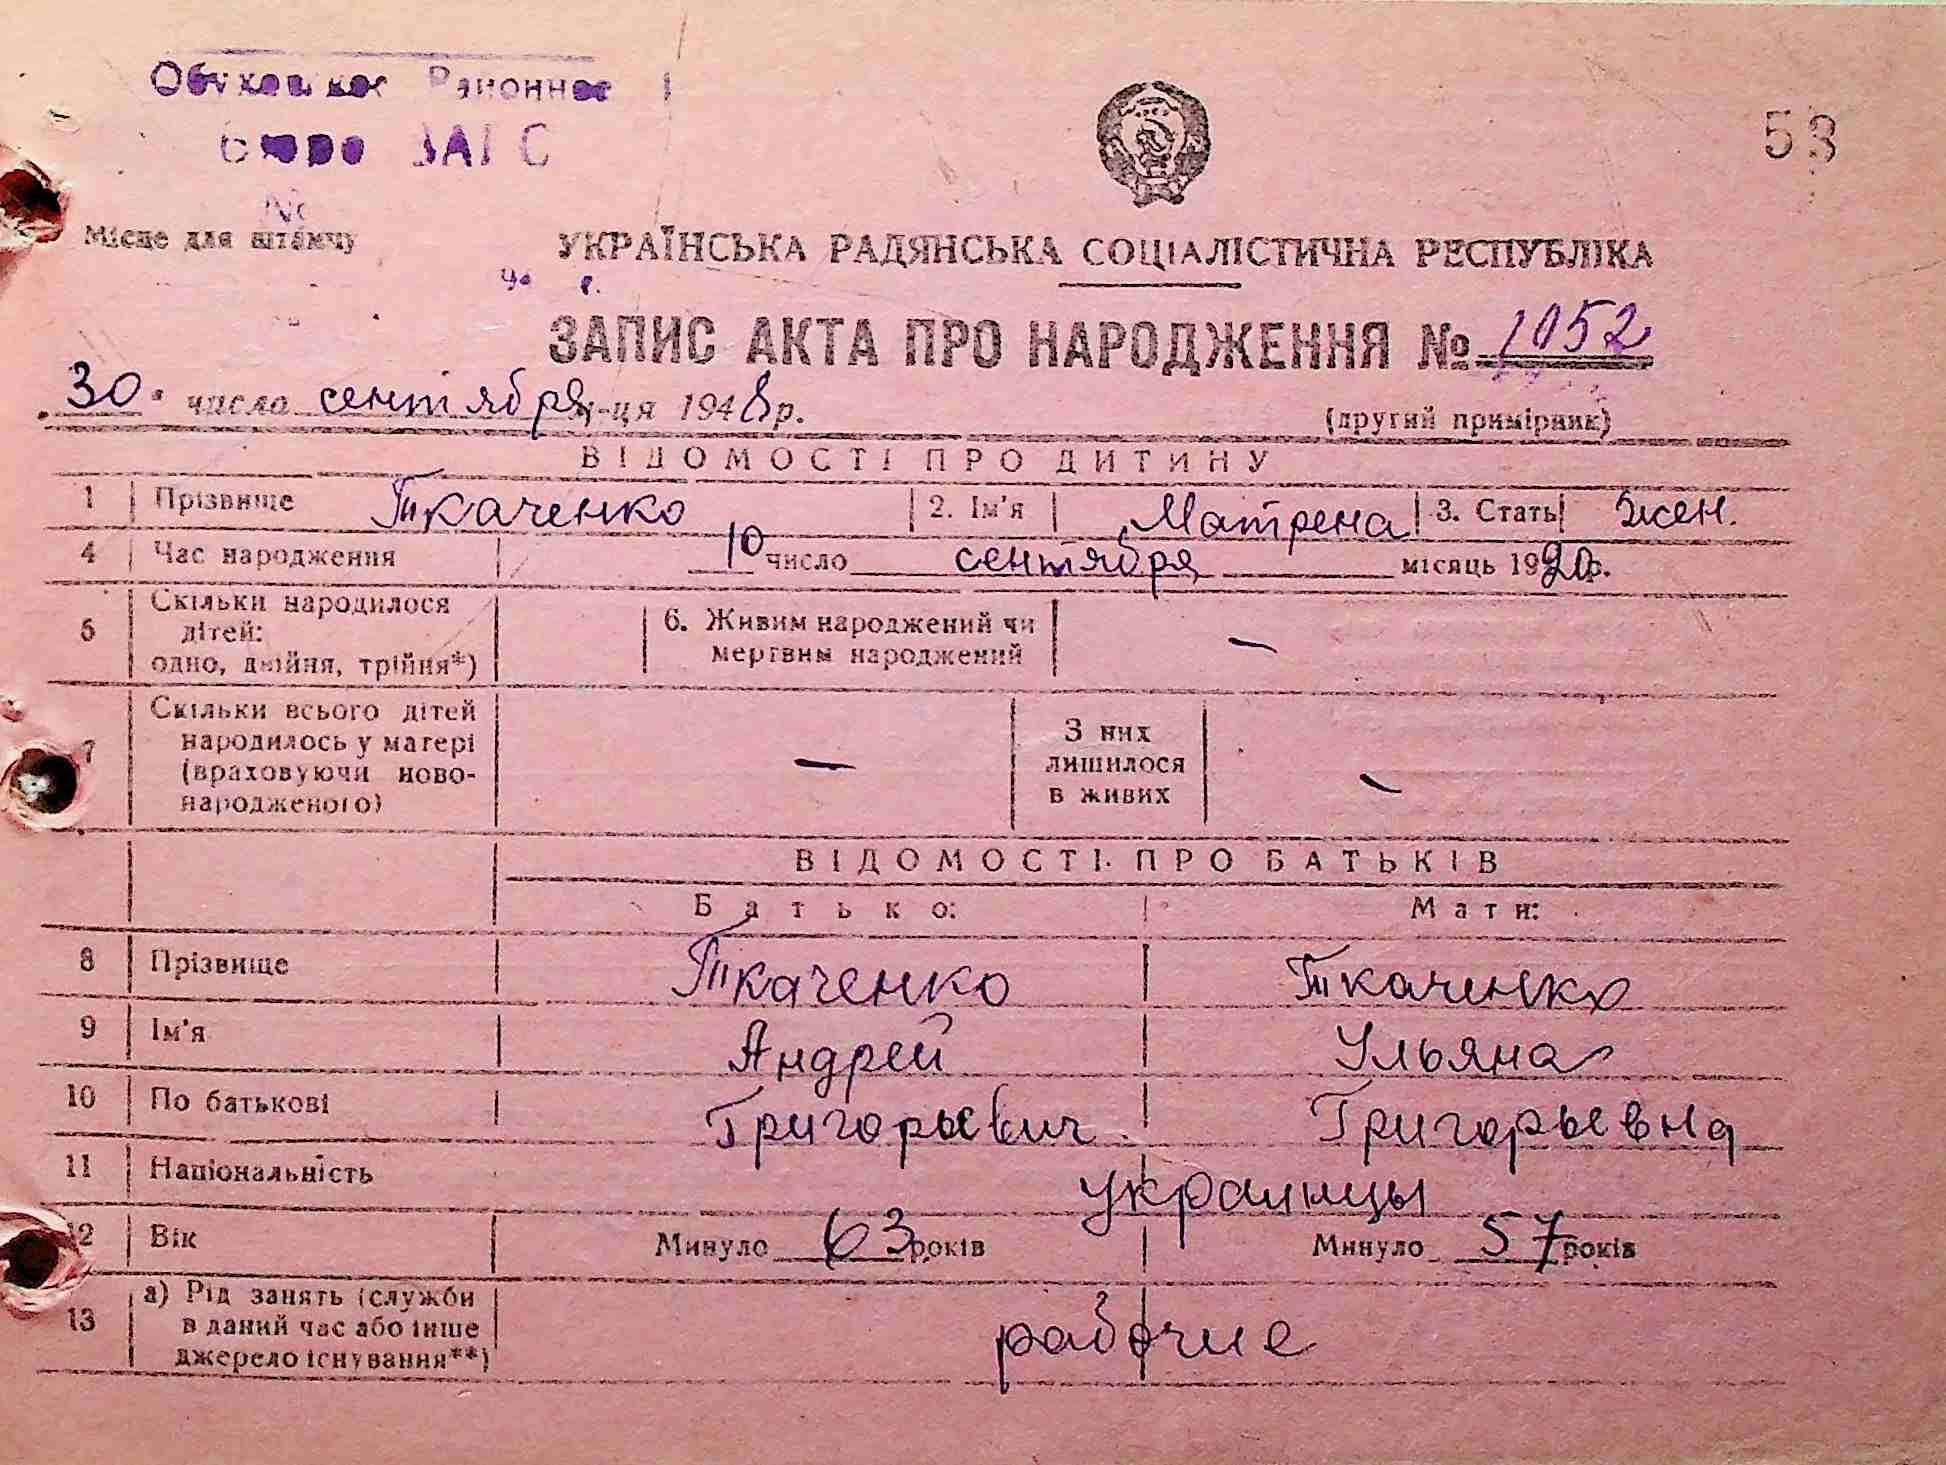 Обуховское Районное
Бюро ЗАГС
№
58
Місце для штампу
УКРАЇНСЬКА РАДЯНСЬКА СОЦІАЛІСТИЧНА РЕСПУБЛІКА
ЗАПИС АКТА ПРО НАРОДЖЕННЯ № 1052
30 числа сентября м-ця 1948 р.
(другий примірник)
ВІДОМОСТІ ПРО ДИТИНУ
1 Прізвище Ткаченко 2. Ім'я Матрена 3. Стать жен.
4 Час народження 10 число сентября місяць 1920 р.
5 Скільки народилося
дітей:
одно, двійня, трійня*)
6. Живим народжений чи
мертвим народжений —
7 Скільки всього дітей
народилось у матері
(враховуючи ново-
народженого) —
З них
лишилося
в живих —
ВІДОМОСТІ ПРО БАТЬКІВ
Батько: Мати:
8 Прізвище Ткаченко Ткаченко
9 Ім'я Андрей Ульяна
10 По батькові Григорьевич Григорьевна
11 Національність украинцы
12 Вік Минуло 63 років Минуло 57 років
13 а) Рід занять (служби
в даний час або інше
джерело існування**) рабочие